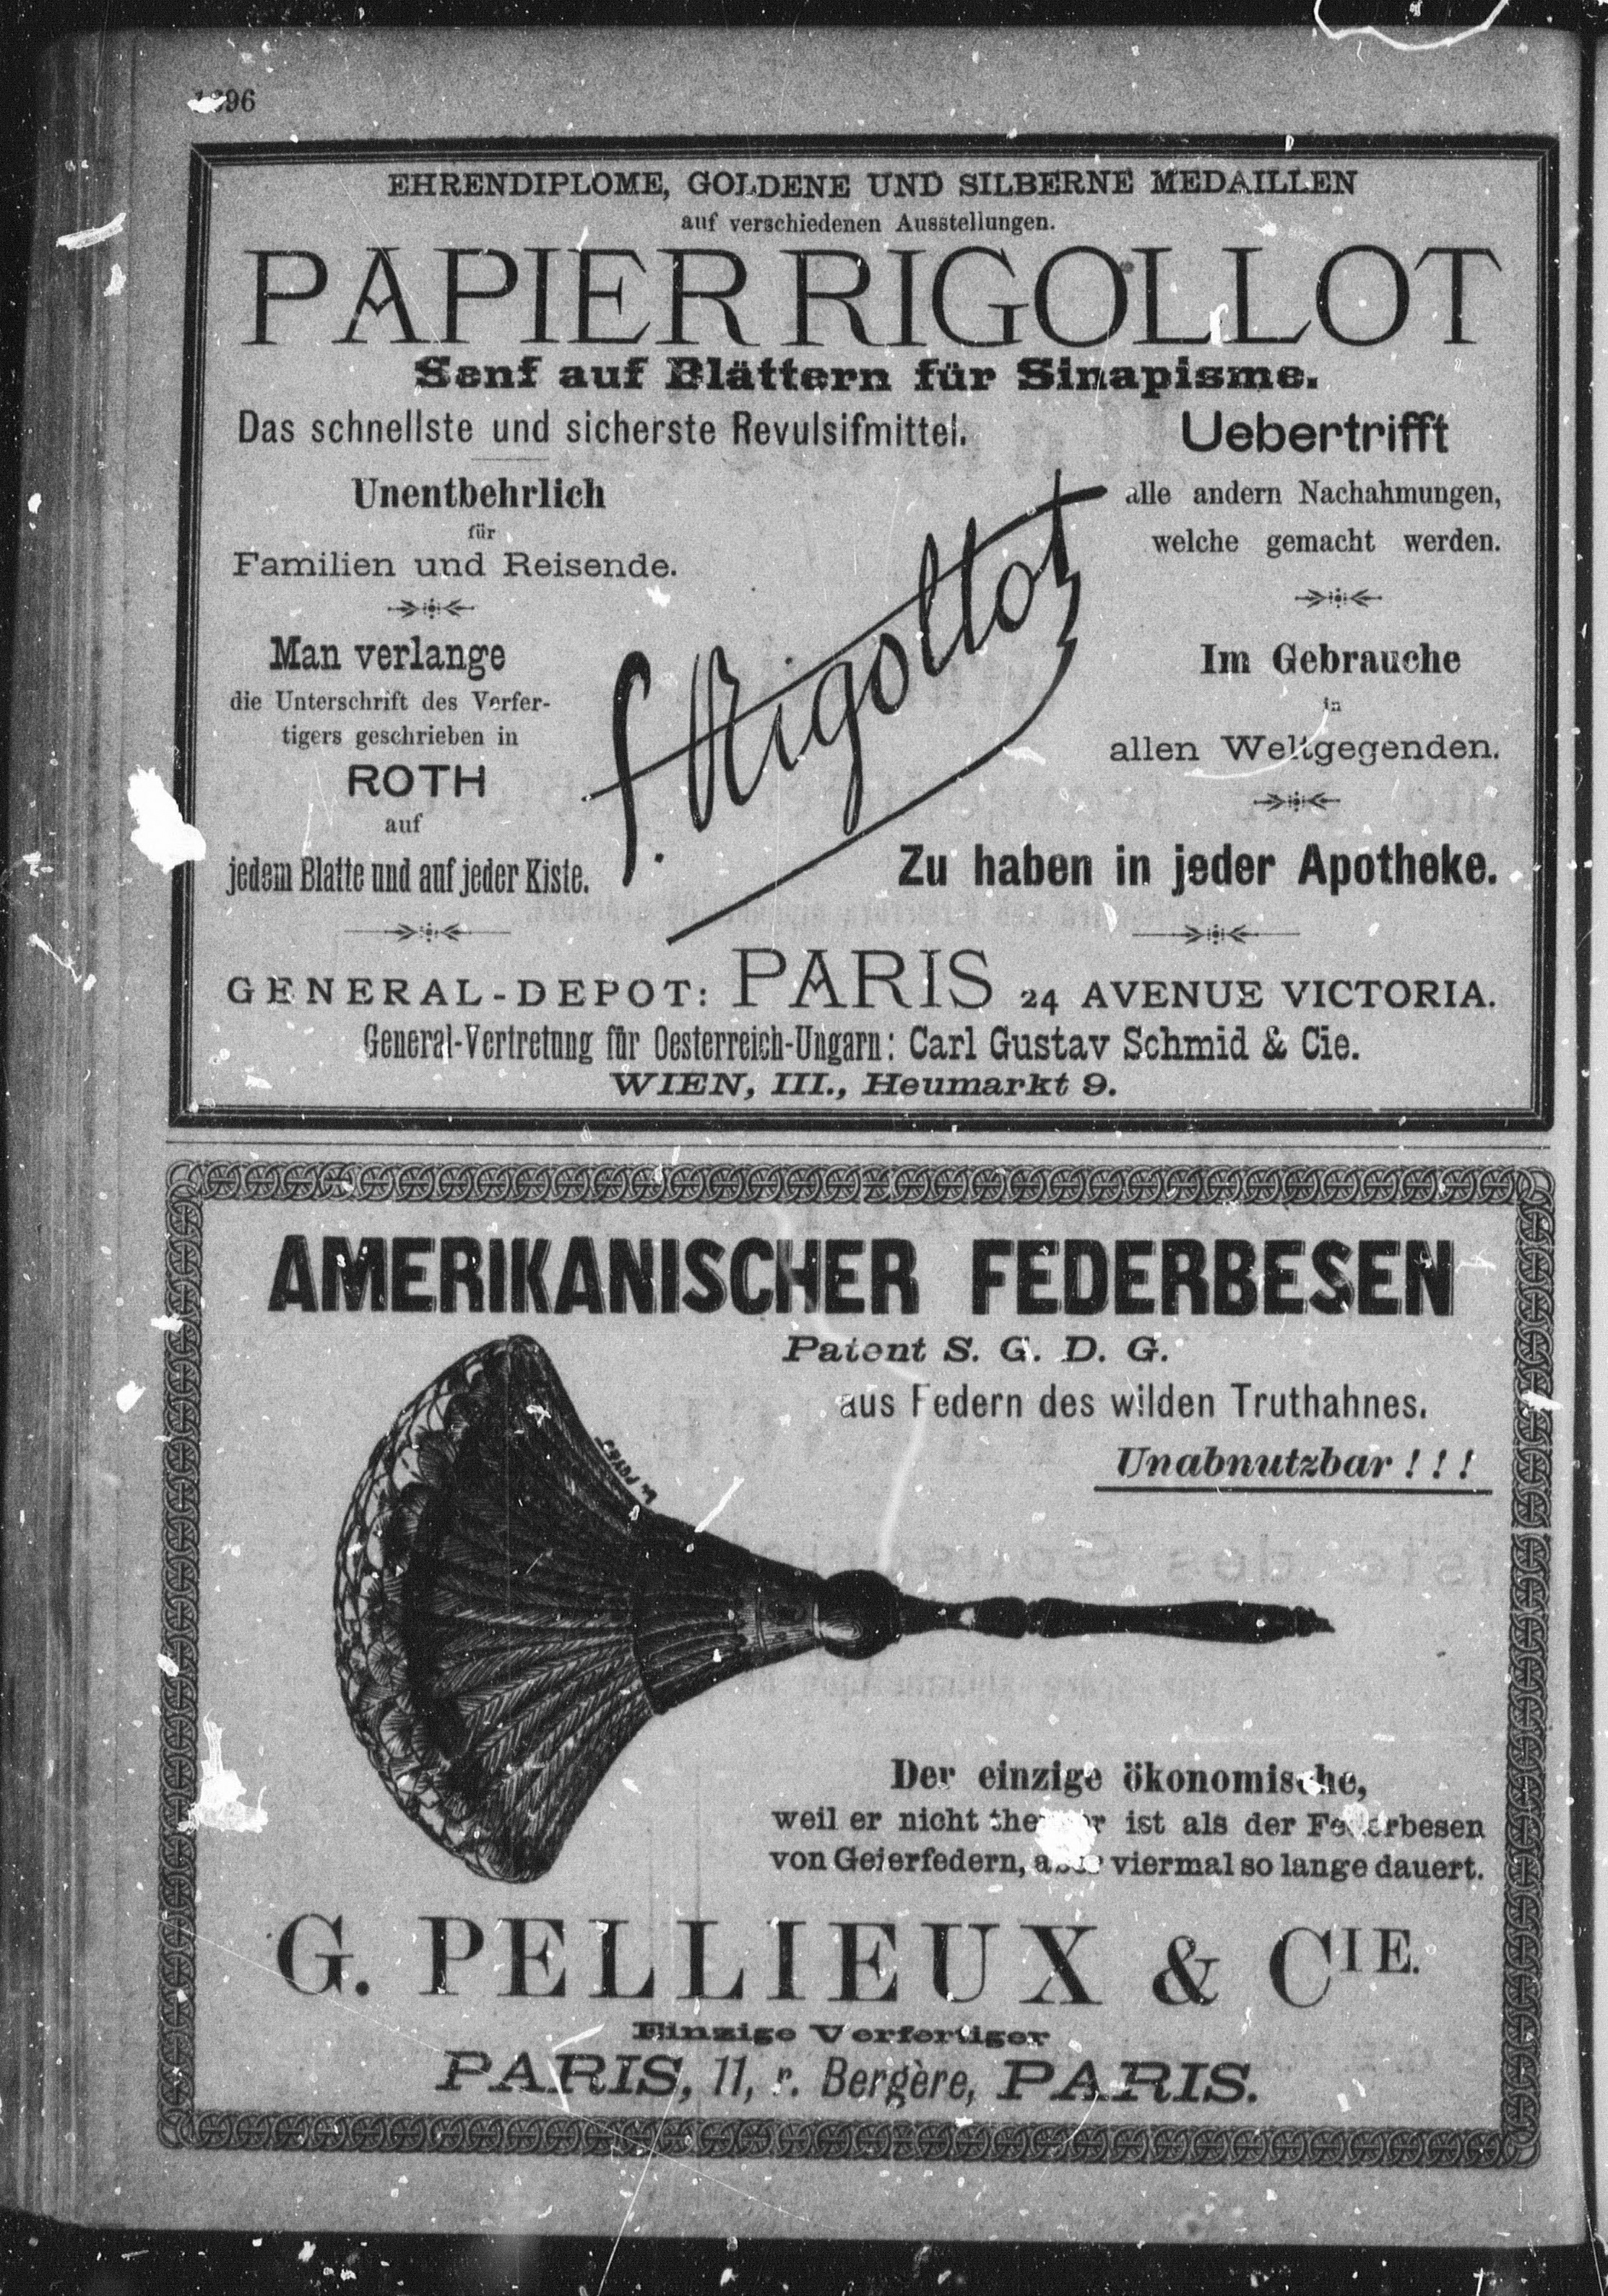 EHRENDIPLOME, GOLDENE UND SILBERNE MEDAILLEN
auf verschiedenen Ausstellungen.
PAPIER RIGOLLOT
Senf auf Blättern für Sinapisme.
Das schnellste und sicherste Revulsifmittel.
Unentbehrlich
für
Familien und Reisende.
Man verlange
die Unterschrift des Verfer-
tigers geschrieben in
ROTH
auf
jedem Blatte und auf jeder Kiste.
f. Rigollot
Uebertrifft
alle andern Nachahmungen,
welche gemacht werden.
Im Gebrauche
in
allen Weltgegenden.
Zu haben in jeder Apotheke.
GENERAL-DEPOT: PARIS 24 AVENUE VICTORIA.
General-Vertretung für Oesterreich-Ungarn: Carl Gustav Schmid & Cie.
WIEN, III., Heumarkt 9.
AMERIKANISCHER FEDERBESEN
Patent S. G. D. G.
aus Federn des wilden Truthahnes.
Unabnutzbar ! ! !
Der einzige ökonomische,
weil er nicht ist als der Federbesen
von Geierfedern, aber viermal so lange dauert.
G. PELLIEUX & CIE.
Einzige Verfertiger
PARIS, 11, r. Bergère, PARIS.